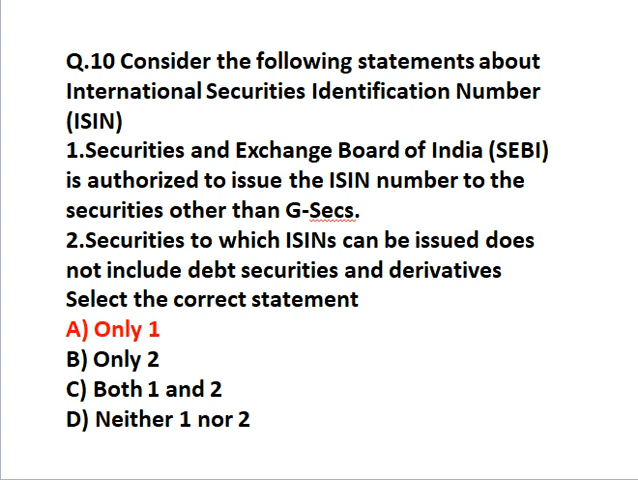 Q.10 Consider the following statements about
International Securities Identification Number
(ISIN)
1.Securities and Exchange Board of India (SEBI)
is authorized to issue the ISIN number to the
securities other than G-Secs.
2.Securities to which ISINs can be issued does
not include debt securities and derivatives
Select the correct statement
A) Only 1
B) Only 2
C) Both 1 and 2
D) Neither 1 nor 2